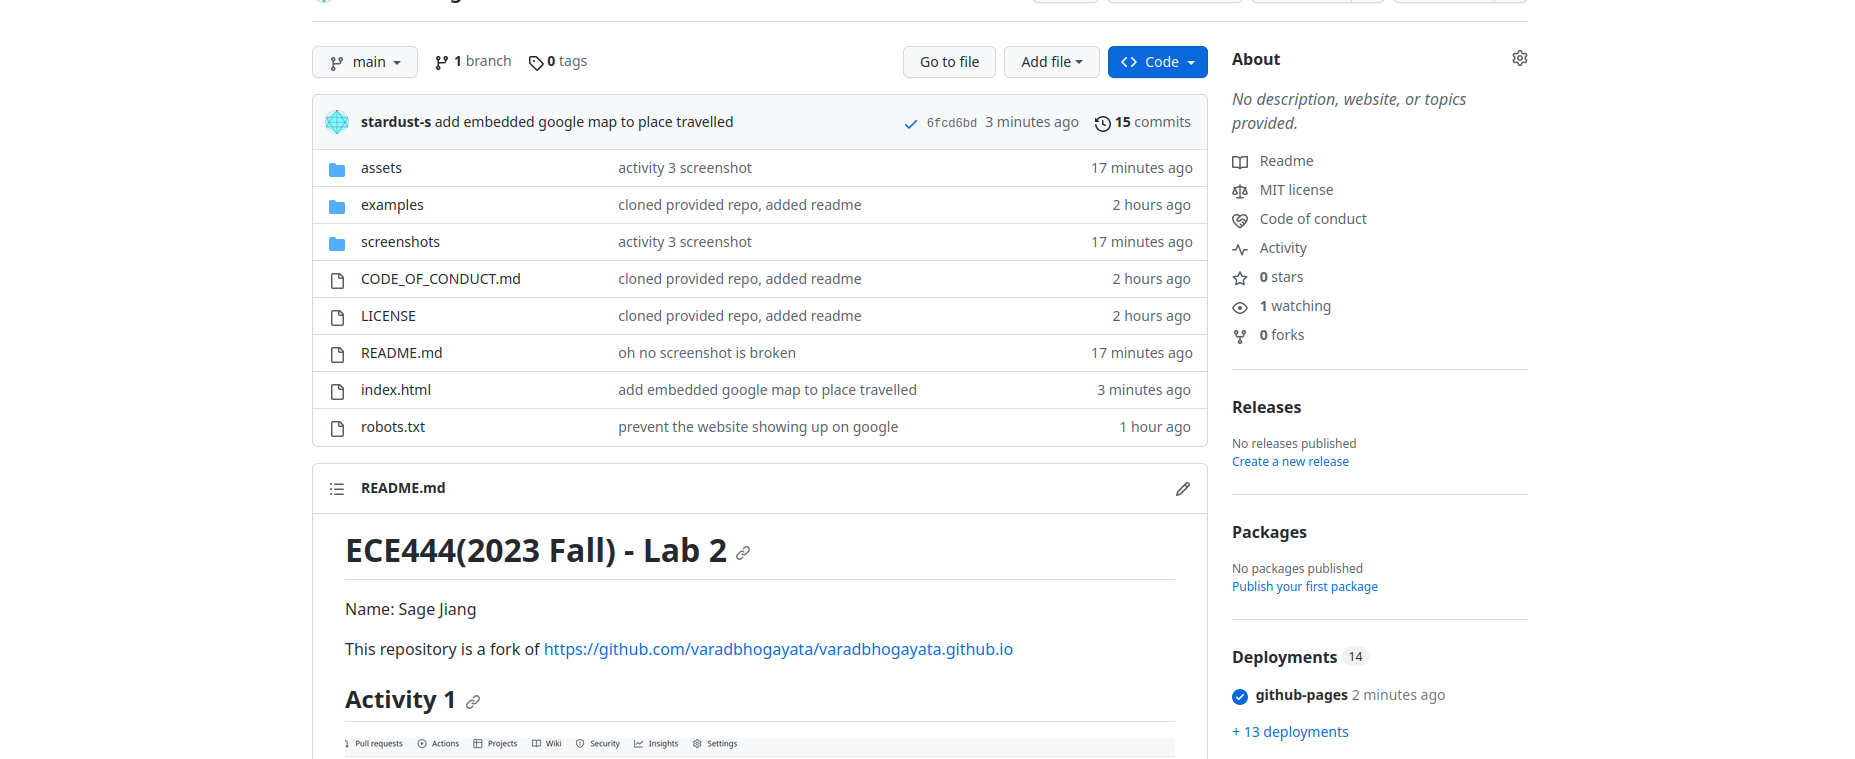 main 1 branch 0 tags Go to file Add file Code
stardust-s add embedded google map to place travelled 6fcd6bd 3 minutes ago 15 commits
assets activity 3 screenshot 17 minutes ago
examples cloned provided repo, added readme 2 hours ago
screenshots activity 3 screenshot 17 minutes ago
CODE_OF_CONDUCT.md cloned provided repo, added readme 2 hours ago
LICENSE cloned provided repo, added readme 2 hours ago
README.md oh no screenshot is broken 17 minutes ago
index.html add embedded google map to place travelled 3 minutes ago
robots.txt prevent the website showing up on google 1 hour ago
README.md
ECE444(2023 Fall) - Lab 2
Name: Sage Jiang
This repository is a fork of https://github.com/varadbhogayata/varadbhogayata.github.io
Activity 1
Pull requests Actions Projects Wiki Security Insights Settings
About
No description, website, or topics
provided.
Readme
MIT license
Code of conduct
Activity
0 stars
1 watching
0 forks
Releases
No releases published
Create a new release
Packages
No packages published
Publish your first package
Deployments 14
github-pages 2 minutes ago
+ 13 deployments